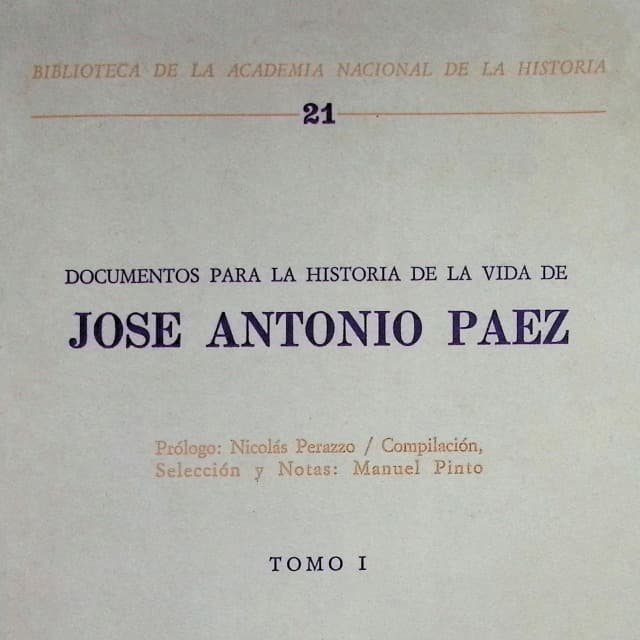 BIBLIOTECA DE LA ACADEMIA NACIONAL DE LA HISTORIA
21
DOCUMENTOS PARA LA HISTORIA DE LA VIDA DE
JOSE ANTONIO PAEZ
Prólogo: Nicolás Perazzo / Compilación,
Selección y Notas: Manuel Pinto
TOMO I